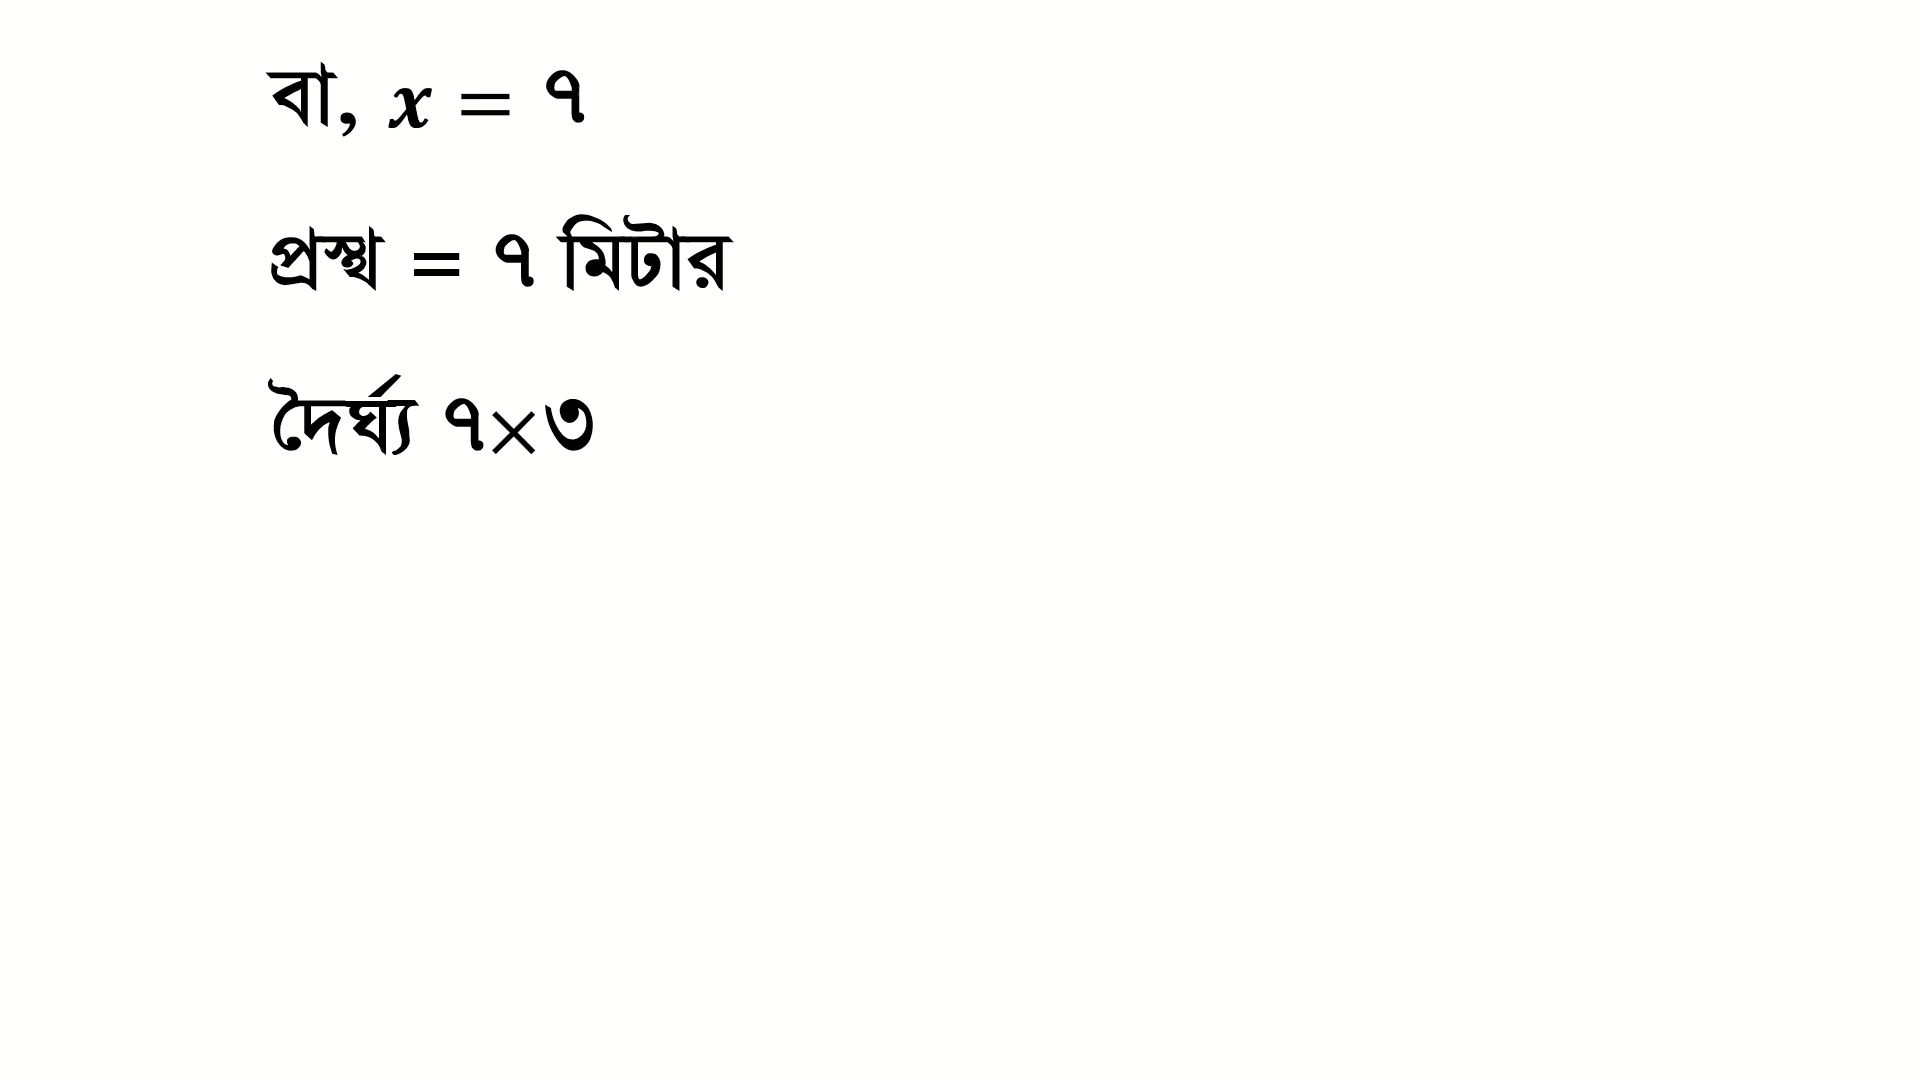 বা, x = ৭
প্রস্থ = ৭ মিটার
দৈর্ঘ্য ৭×৩